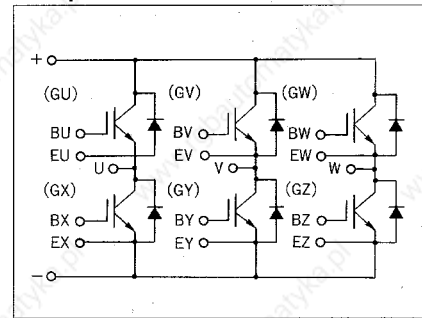 +
(GU) (GV) (GW)
BU BV BW
EU EV EW
U V W
(GX) (GY) (GZ)
BX BY BZ
EX EY EZ
−